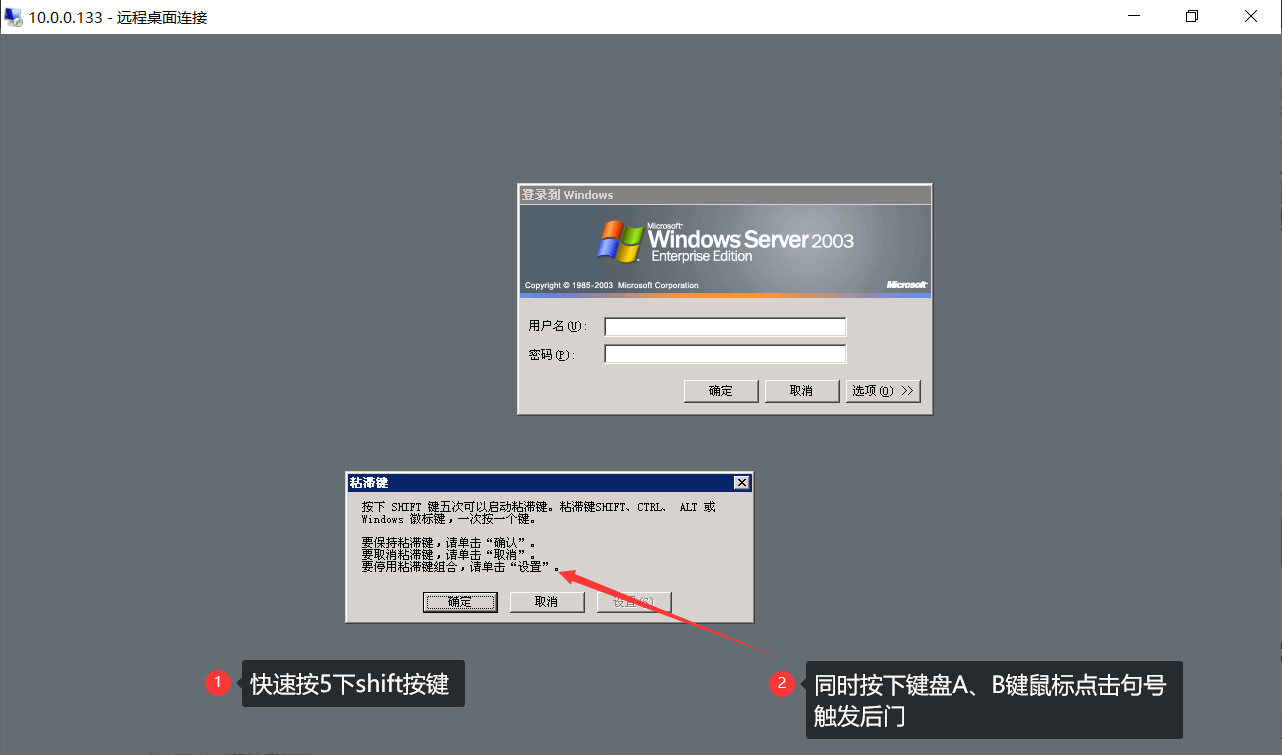 10.0.0.133 - 远程桌面连接
登录到 Windows
Microsoft
Windows Server 2003
Enterprise Edition
Copyright © 1985-2003 Microsoft Corporation
Microsoft
用户名(U):
密码(P):
确定 取消 选项(O) >>
粘滞键
按下 SHIFT 键五次可以启动粘滞键。粘滞键SHIFT、CTRL、 ALT 或
Windows 徽标键，一次按一个键。
要保持粘滞键，请单击“确认”。
要取消粘滞键，请单击“取消”。
要停用粘滞键组合，请单击“设置”。
确定 取消 设置(S)
1 快速按5下shift按键
2 同时按下键盘A、B键鼠标点击句号
触发后门